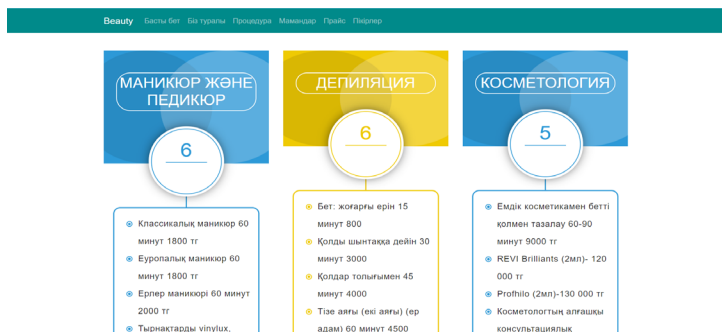 Beauty Басты бет Біз туралы Процедура Мамандар Прайс Пікірлер
МАНИКЮР ЖӘНЕ
ПЕДИКЮР
6
Классикалық маникюр 60
минут 1800 тг
Еуропалық маникюр 60
минут 1800 тг
Ерлер маникюрі 60 минут
2000 тг
Тырнақтарды vinylux,
ДЕПИЛЯЦИЯ
6
Бет: жоғарғы ерін 15
минут 800
Қолды шынтаққа дейін 30
минут 3000
Қолдар толығымен 45
минут 4000
Тізе аяғы (екі аяғы) (ер
адам) 60 минут 4500
КОСМЕТОЛОГИЯ
5
Емдік косметикамен бетті
қолмен тазалау 60-90
минут 9000 тг
REVI Brilliants (2мл)- 120
000 тг
Profhilo (2мл)-130 000 тг
Косметологтың алғашқы
консультациялық